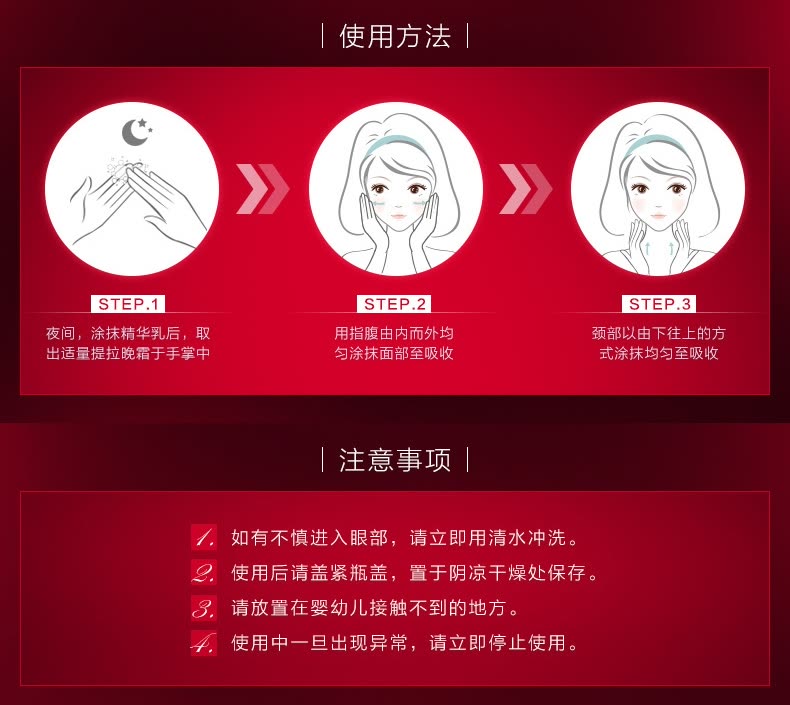 使用方法
STEP.1
夜间，涂抹精华乳后，取
出适量提拉晚霜于手掌中
STEP.2
用指腹由内而外均
匀涂抹面部至吸收
STEP.3
颈部以由下往上的方
式涂抹均匀至吸收
注意事项
1. 如有不慎进入眼部，请立即用清水冲洗。
2. 使用后请盖紧瓶盖，置于阴凉干燥处保存。
3. 请放置在婴幼儿接触不到的地方。
4. 使用中一旦出现异常，请立即停止使用。